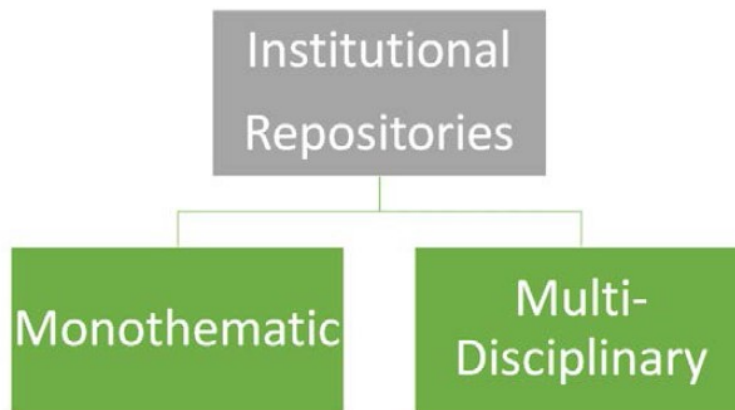 Institutional
Repositories
Monothematic
Multi-
Disciplinary